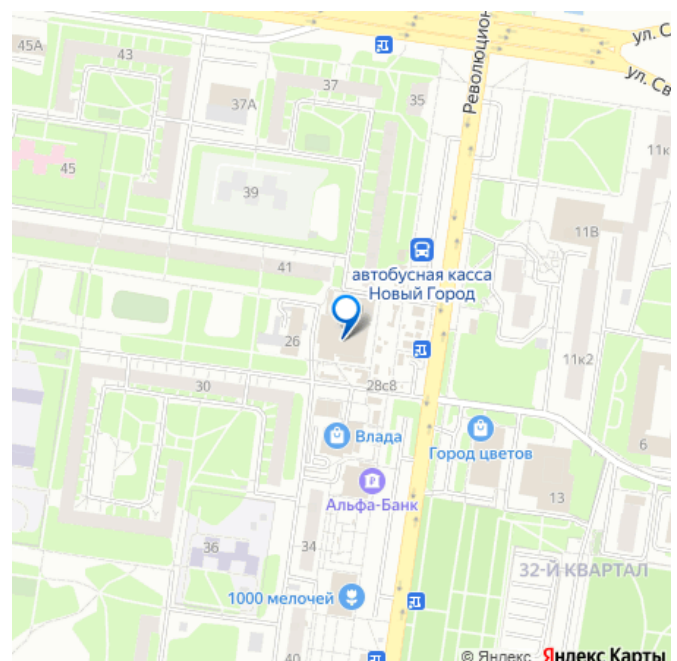 45А
43
37
35
Революцион
ул. С
ул. Св
37А
11к
45
39
11В
41
автобусная касса
Новый Город
26
11к2
30
28с8
Влада
Город цветов
6
Альфа-Банк
13
36
34
32-Й КВАРТАЛ
1000 мелочей
40
© Яндекс Яндекс Карты